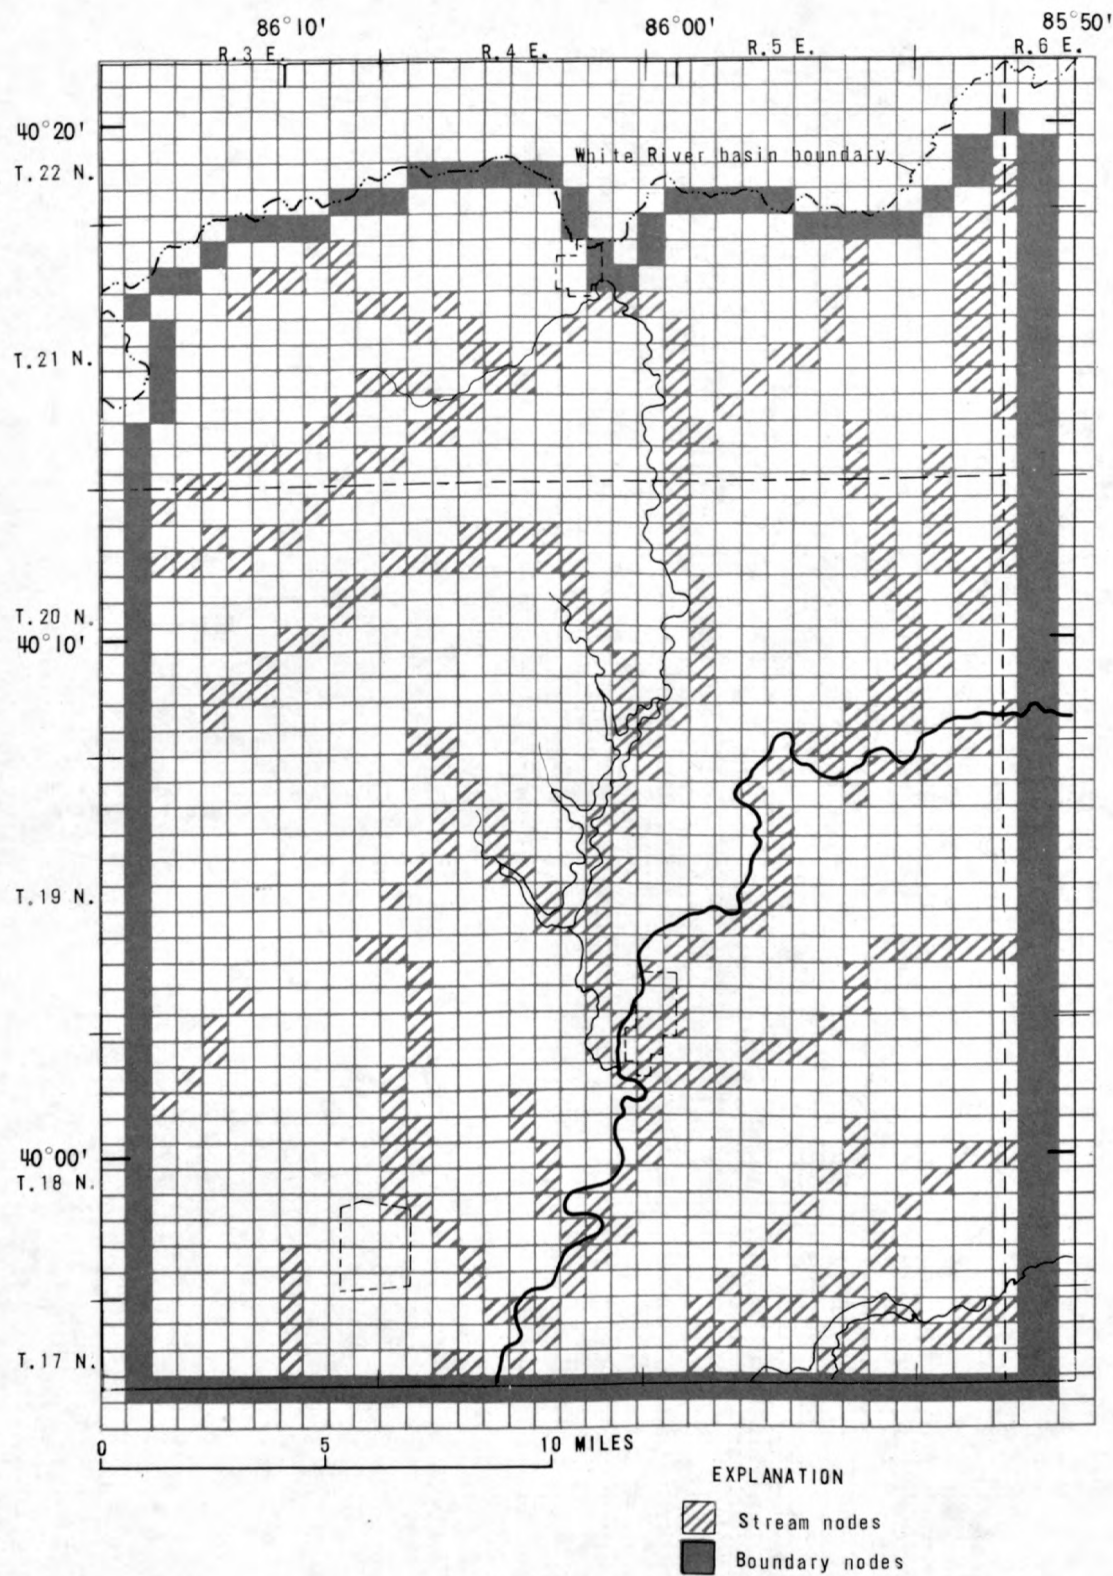 86°10'
86°00'
85°50'
R.3 E.
R.4 E.
R.5 E.
R.6 E.
40°20'
T.22 N.
White River basin boundary
T.21 N.
T.20 N.
40°10'
T.19 N.
40°00'
T.18 N.
T.17 N.
0 5 10 MILES
EXPLANATION
Stream nodes
Boundary nodes